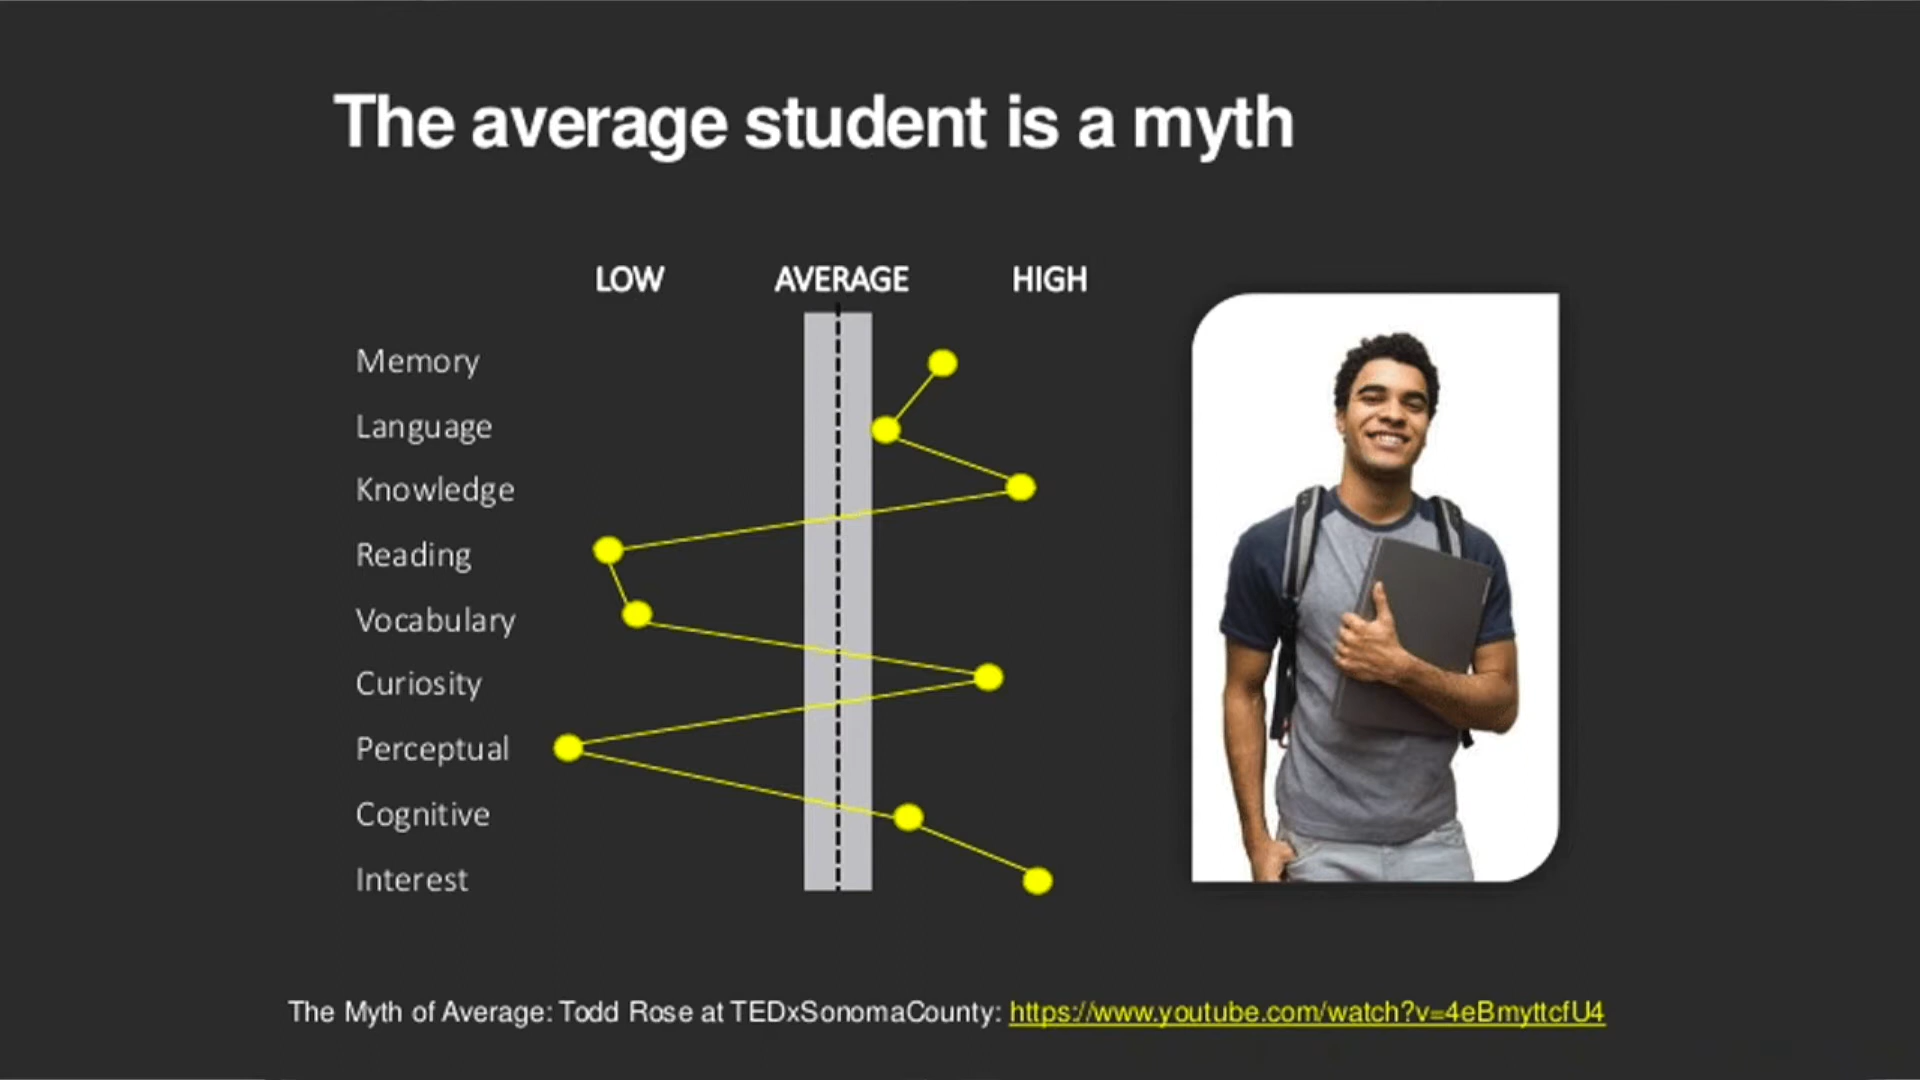 The average student is a myth
LOW AVERAGE HIGH
Memory
Language
Knowledge
Reading
Vocabulary
Curiosity
Perceptual
Cognitive
Interest
The Myth of Average: Todd Rose at TEDxSonomaCounty: https://www.youtube.com/watch?v=4eBmyttcfU4